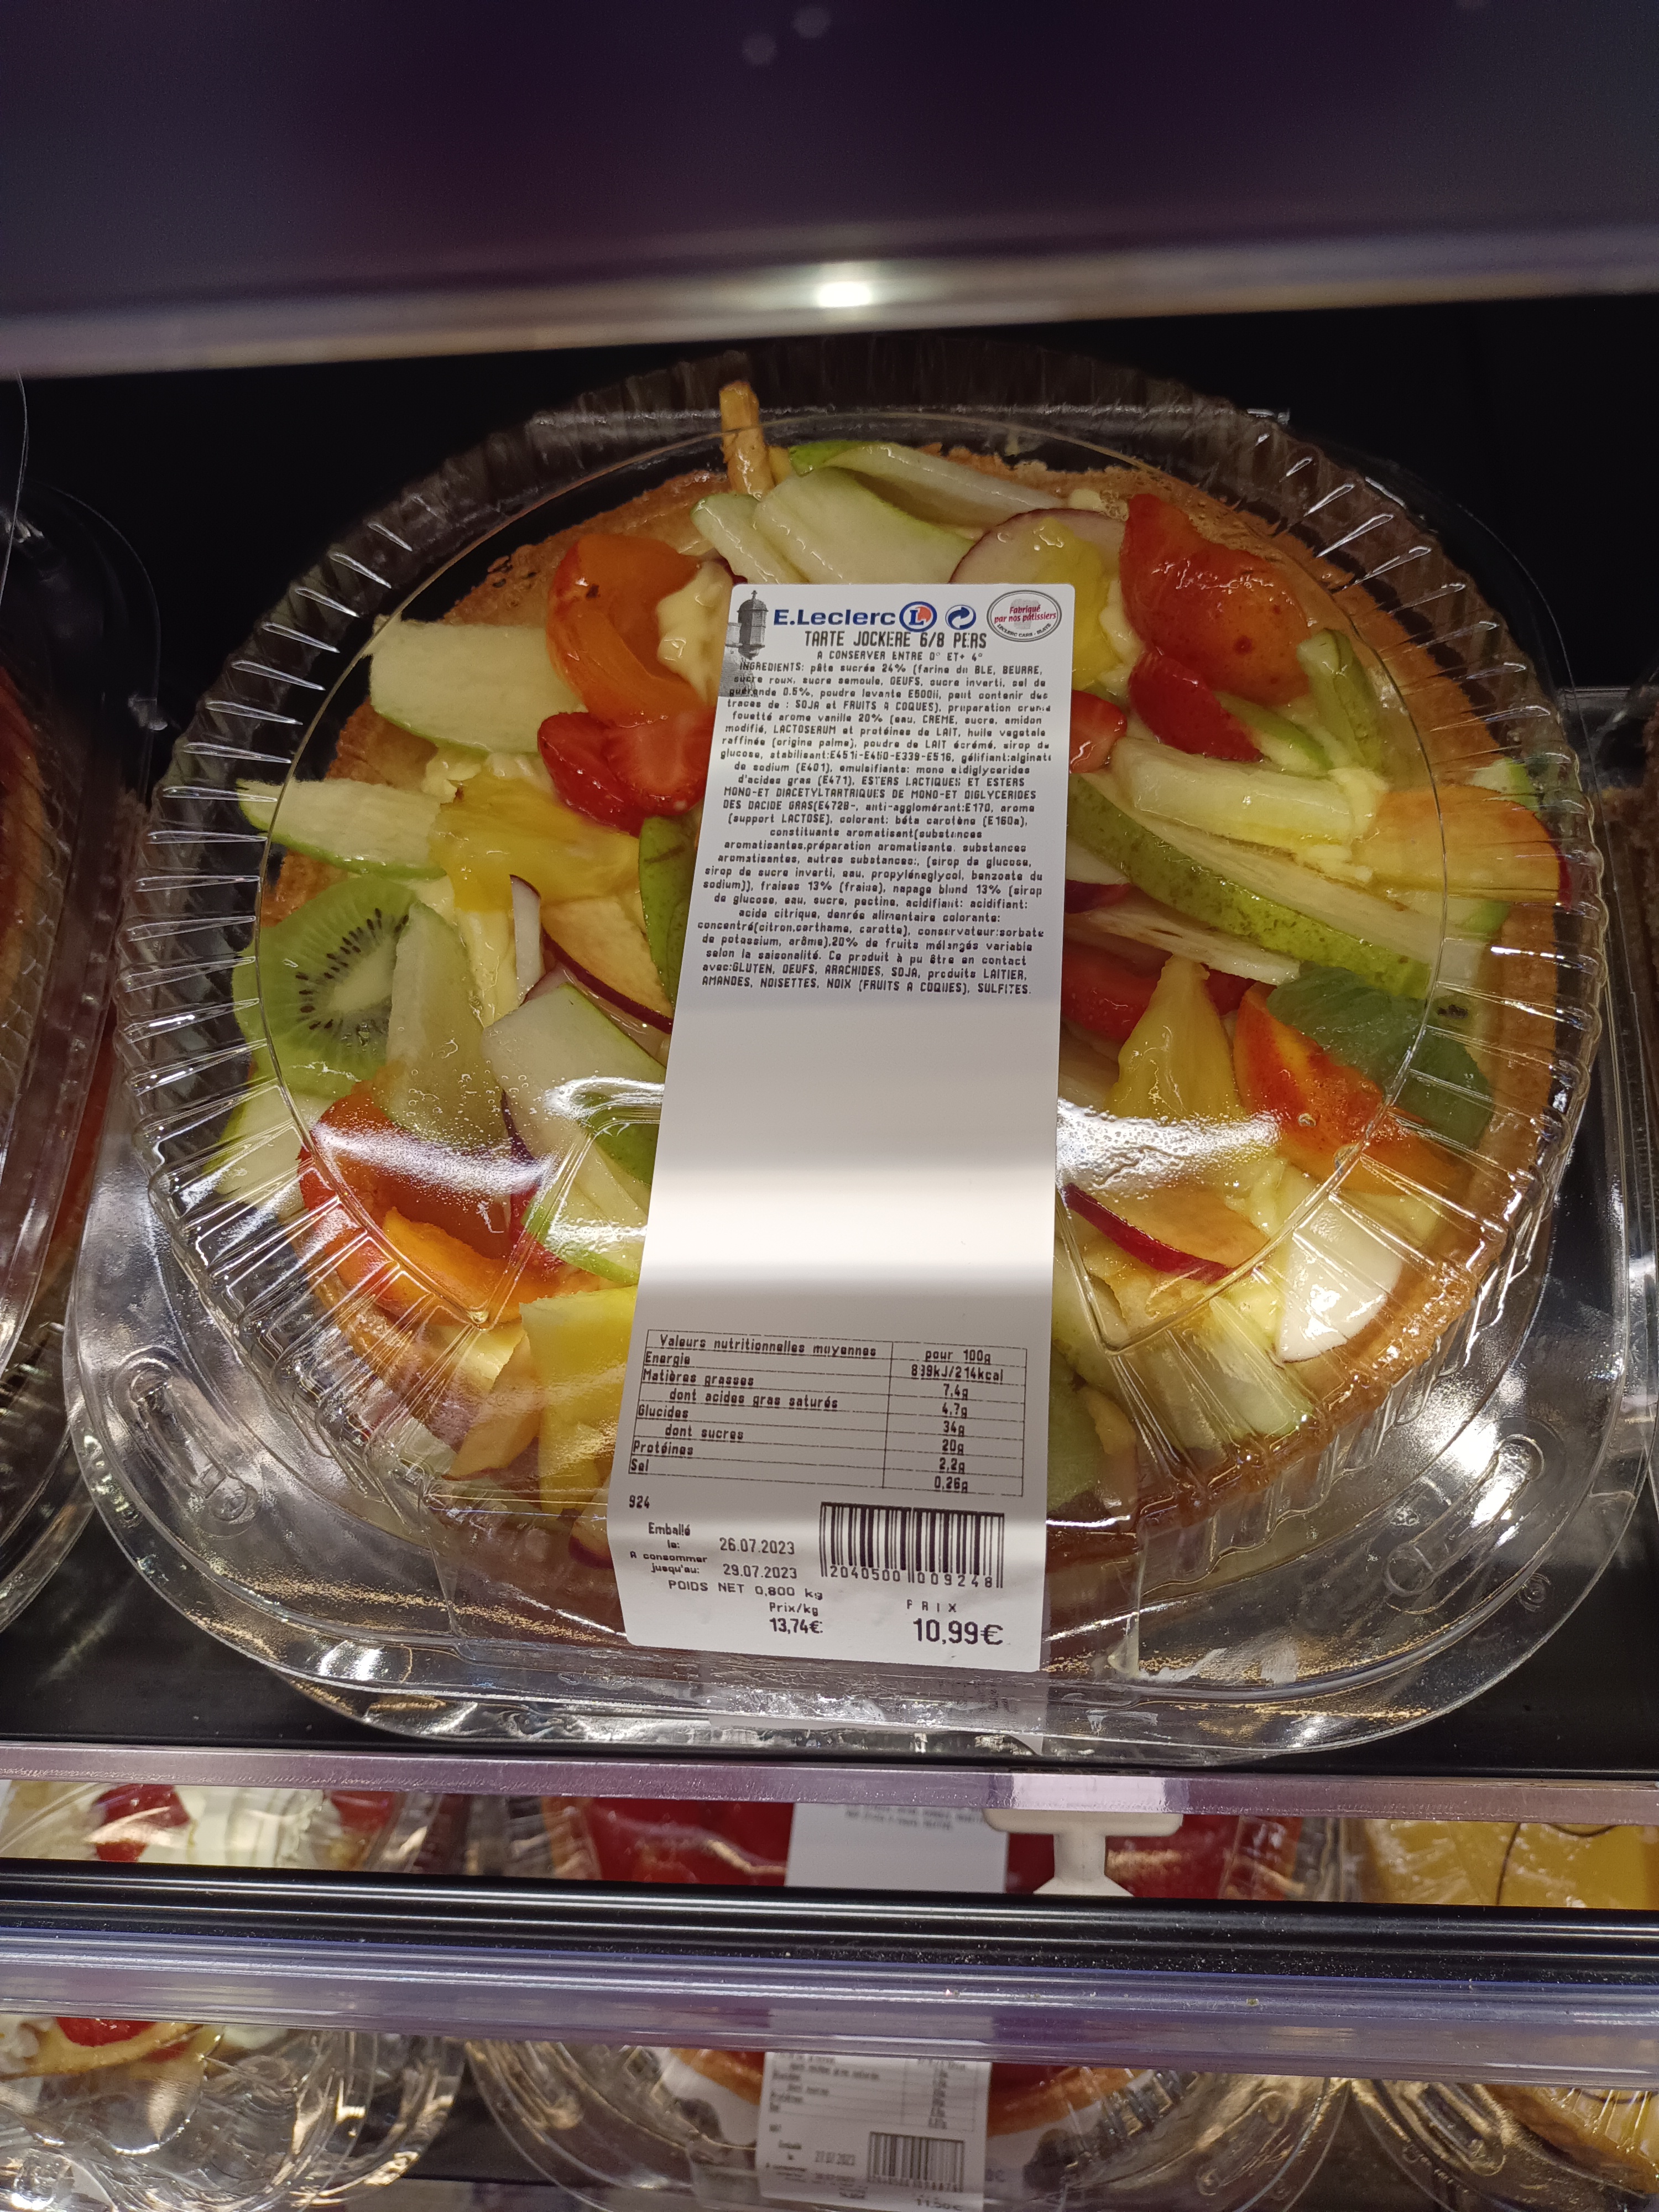 E.Leclerc L
Fabriqué
par nos pâtissiers
TARTE JOCKERE 6/8 PERS
A CONSERVER ENTRE 0° ET+ 4°
INGREDIENTS: pâte sucrée 24% (farine de BLE, BEURRE,
sucre roux, sucre semoule, OEUFS, sucre inverti, sel de
guérande 0.5%, poudre levante E500ii, peut contenir des
traces de : SOJA et FRUITS A COQUES), préparation crème
fouetté arome vanille 20% (eau, CREME, sucre, amidon
modifié, LACTOSERUM et protéines de LAIT, huile vegetale
raffinée (origine palme), poudre de LAIT écrémé, sirop de
glucose, stabilisant:E451i-E450-E339-E516, gélifiant:alginate
de sodium (E401), emulsifiants: mono eidiglycerides
d'acides gras (E471), ESTERS LACTIQUES ET ESTERS
MONO-ET DIACETYLTARTRIQUES DE MONO-ET DIGLYCERIDES
DES DACIDE GRAS(E472B-, anti-agglomérant:E170, arome
(support LACTOSE), colorant: béta carotène (E160a),
constituants aromatisant(substances
aromatisantes,préparation aromatisante, substances
aromatisantes, autres substances:, (sirop de glucose,
sirop de sucre inverti, eau, propylèneglycol, benzoate du
sodium)), fraises 13% (fraise), napage blond 13% (sirop
de glucose, eau, sucre, pectine, acidifiant: acidifiant:
acide citrique, denrée alimentaire colorante:
concentré(citron,carthame, carotte), conservateur:sorbate
de potassium, arôme),20% de fruits mélangés variable
selon la saisonalité. Ce produit à pu être en contact
avec:GLUTEN, OEUFS, ARACHIDES, SOJA, produits LAITIER,
AMANDES, NOISETTES, NOIX (FRUITS A COQUES), SULFITES.
Valeurs nutritionnelles moyennes pour 100g
Energie 899kJ/214kcal
Matières grasses 7,4g
dont acides gras saturés 4,7g
Glucides 34g
dont sucres 20g
Protéines 2,2g
Sel 0,26g
924
Emballé
le: 26.07.2023
A consommer
jusqu'au: 29.07.2023
2040500 009248
POIDS NET 0,800 kg
Prix/kg PRIX
13,74€ 10,99€
27.07.2023
11,50€